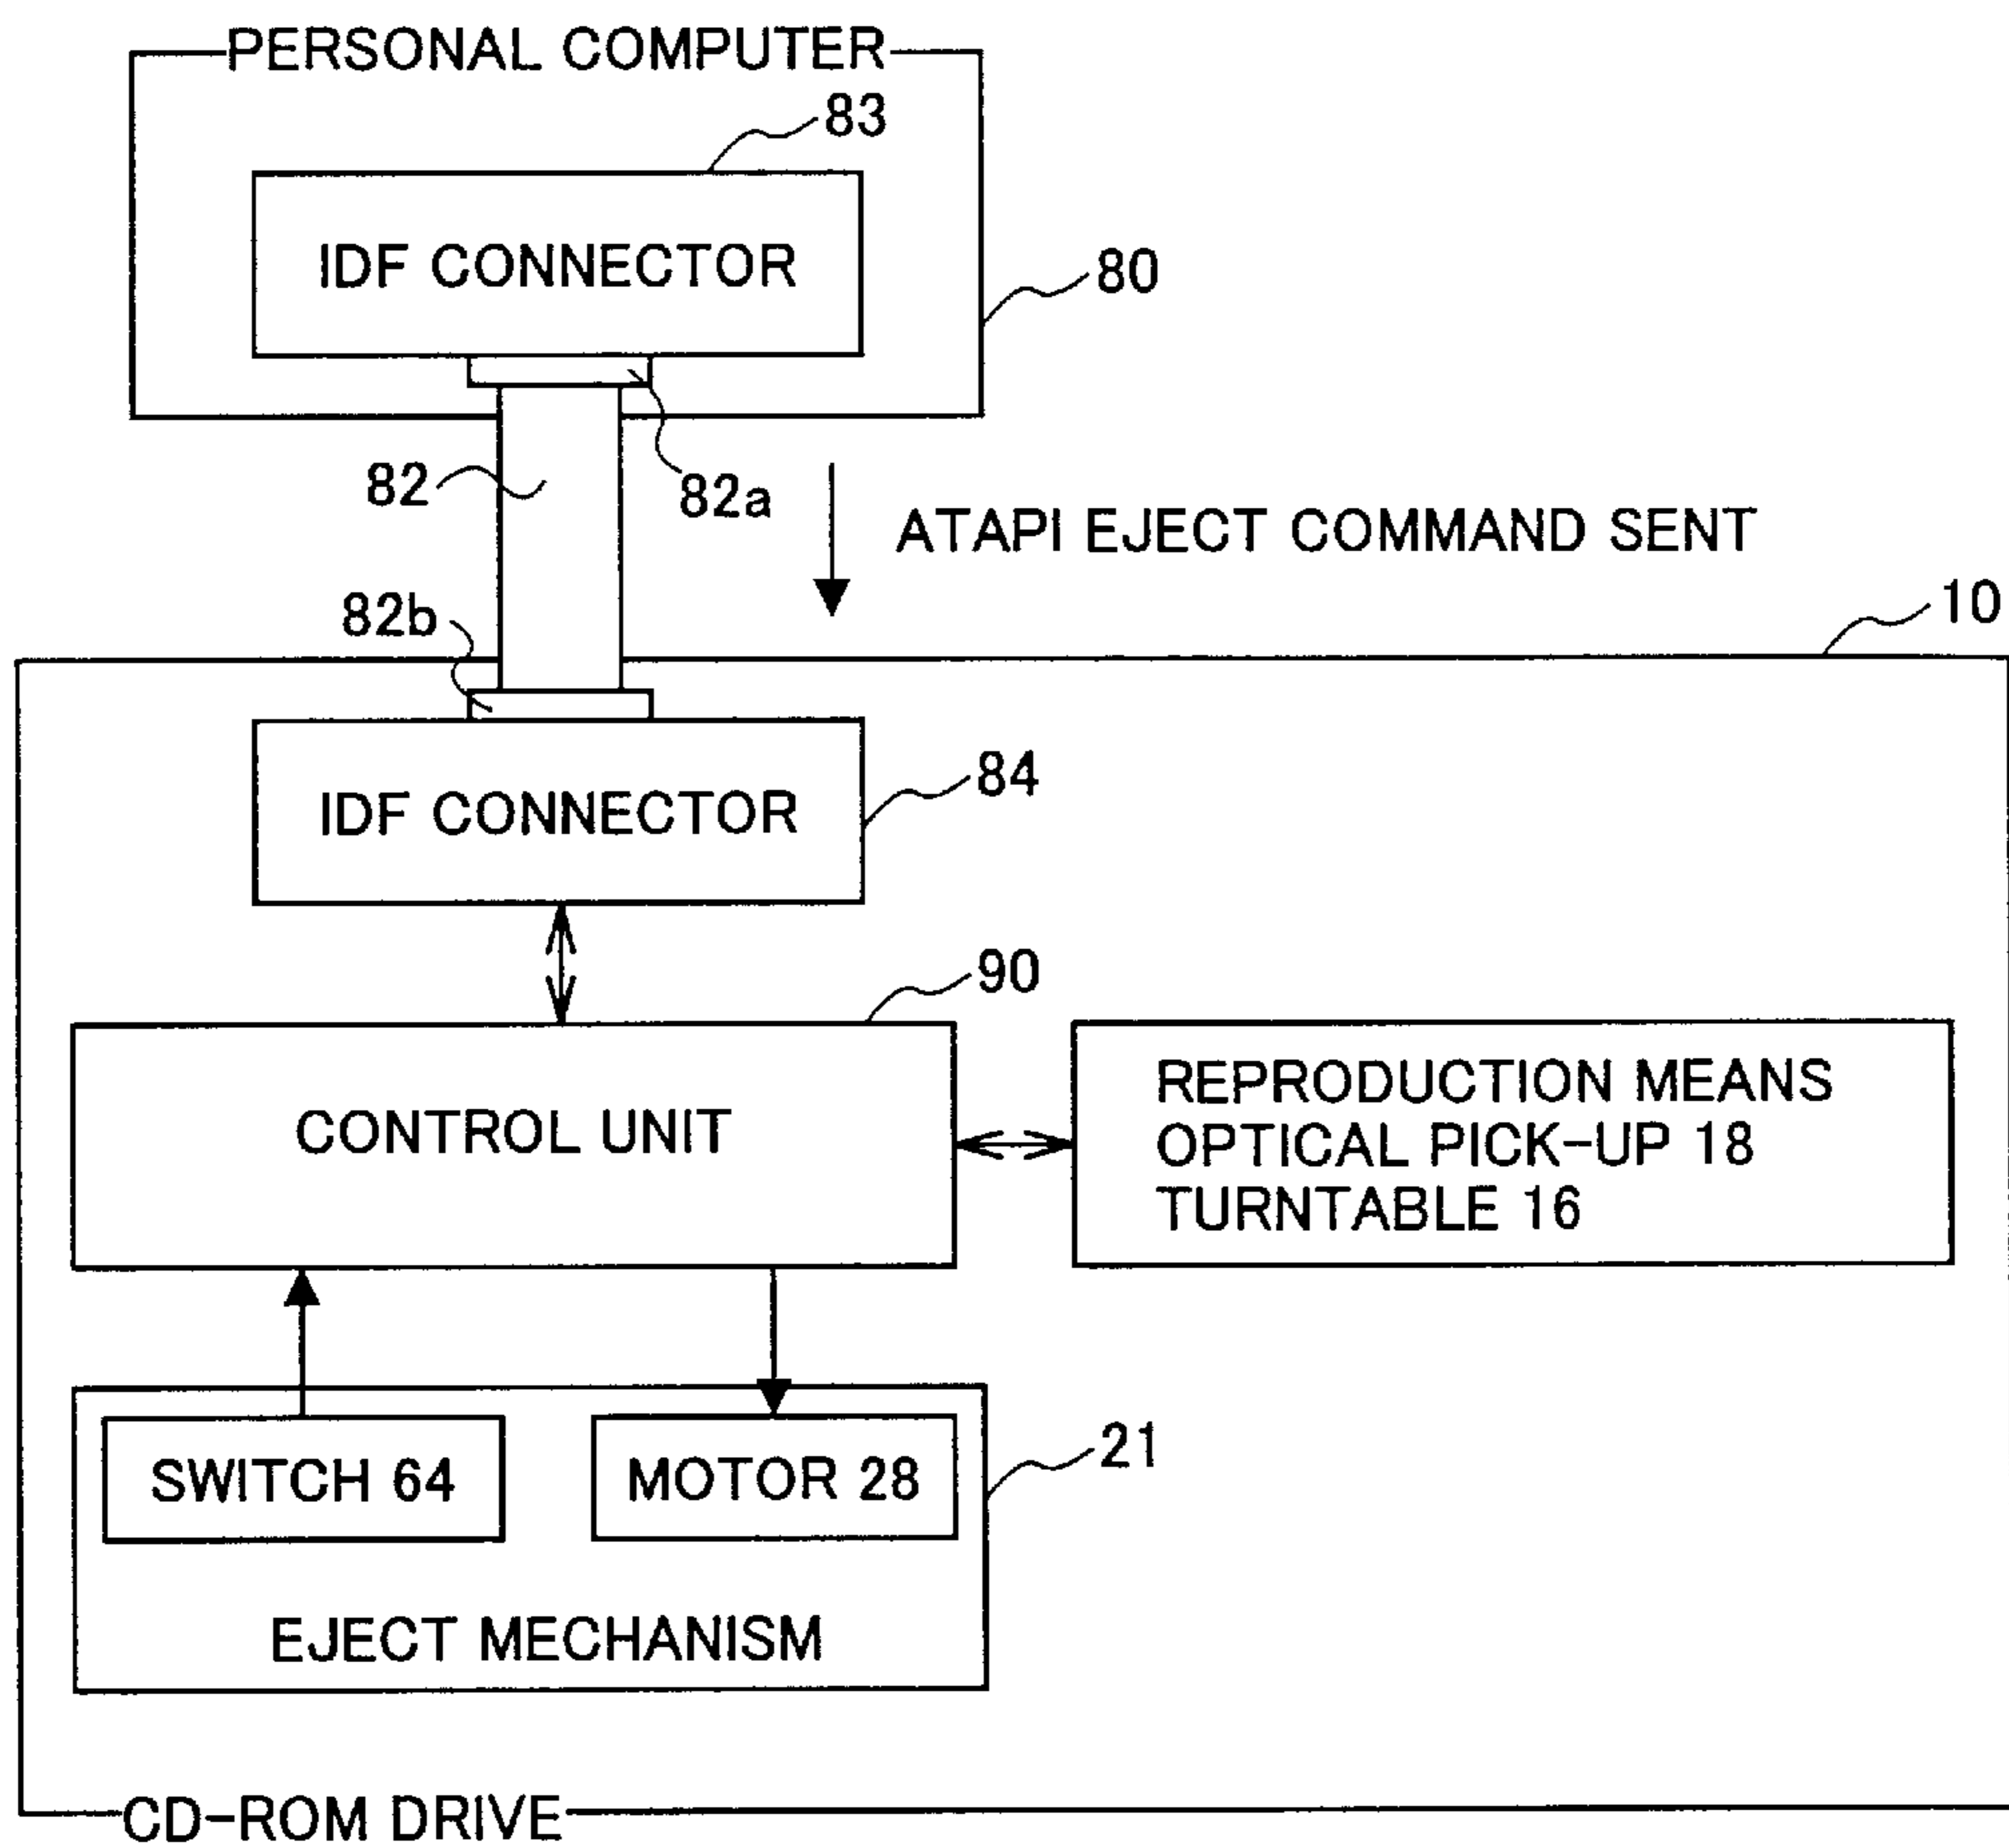 PERSONAL COMPUTER
83
IDF CONNECTOR
80
82
82a
ATAPI EJECT COMMAND SENT
82b
10
IDF CONNECTOR
84
90
CONTROL UNIT
REPRODUCTION MEANS
OPTICAL PICK-UP 18
TURNTABLE 16
SWITCH 64
MOTOR 28
21
EJECT MECHANISM
CD-ROM DRIVE